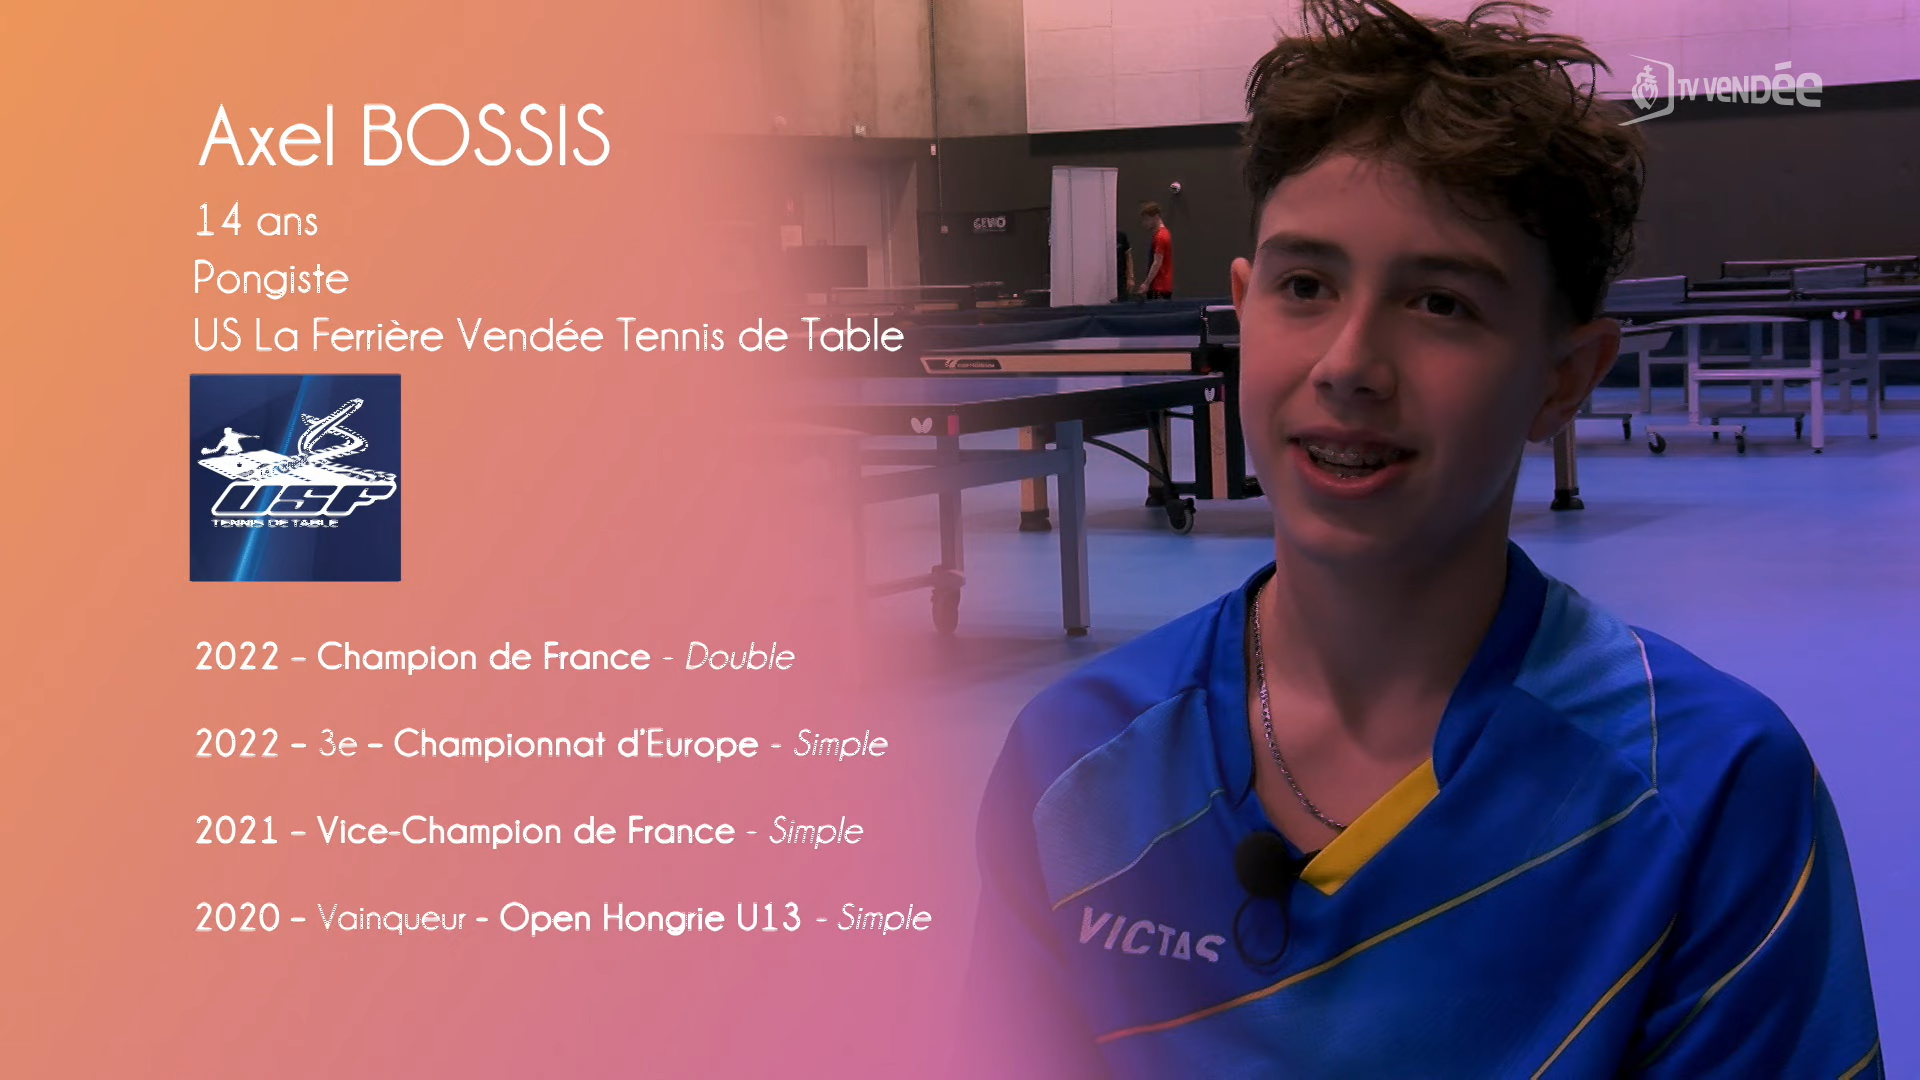 TV VENDÉE
Axel BOSSIS
14 ans
Pongiste
US La Ferrière Vendée Tennis de Table
GEWO
USF
TENNIS DE TABLE
2022 – Champion de France - Double
2022 – 3e – Championnat d'Europe - Simple
2021 – Vice-Champion de France - Simple
2020 – Vainqueur - Open Hongrie U13 - Simple
VICTAS